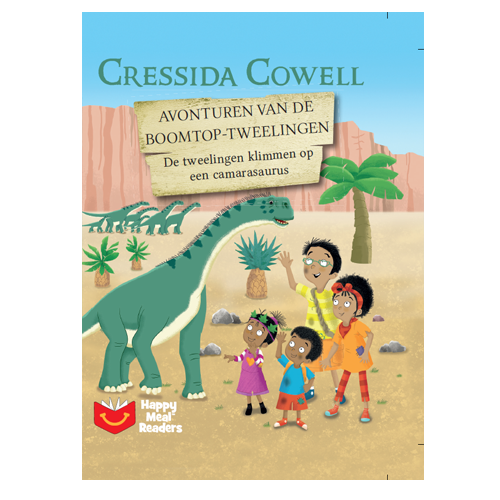 CRESSIDA COWELL
AVONTUREN VAN DE
BOOMTOP-TWEELINGEN
De tweelingen klimmen op
een camarasaurus
Happy
Meal
Readers